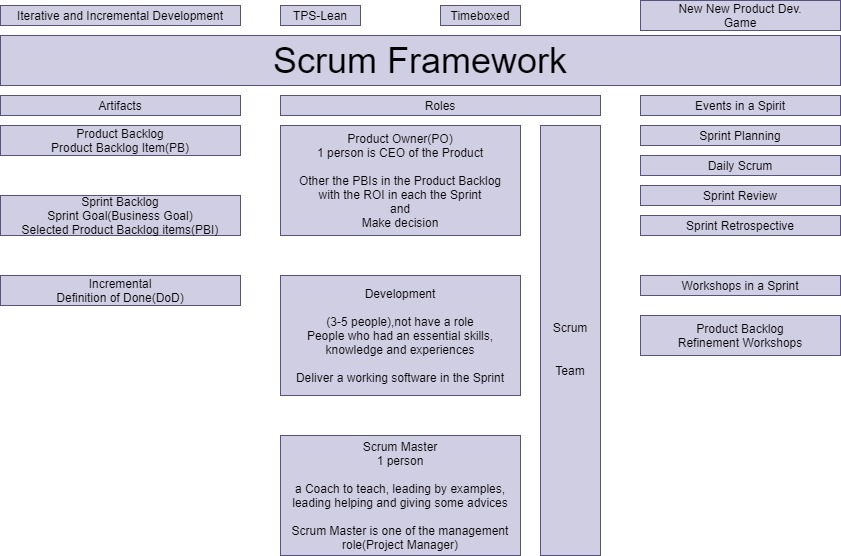 Iterative and Incremental Development
TPS-Lean
Timeboxed
New New Product Dev.
Game
Scrum Framework
Artifacts
Roles
Events in a Spirit
Product Backlog
Product Backlog Item(PB)
Sprint Backlog
Sprint Goal(Business Goal)
Selected Product Backlog items(PBI)
Incremental
Definition of Done(DoD)
Product Owner(PO)
1 person is CEO of the Product
Other the PBIs in the Product Backlog
with the ROI in each the Sprint
and
Make decision
Development
(3-5 people),not have a role
People who had an essential skills,
knowledge and experiences
Deliver a working software in the Sprint
Scrum Master
1 person
a Coach to teach, leading by examples,
leading helping and giving some advices
Scrum Master is one of the management
role(Project Manager)
Scrum
Team
Sprint Planning
Daily Scrum
Sprint Review
Sprint Retrospective
Workshops in a Sprint
Product Backlog
Refinement Workshops